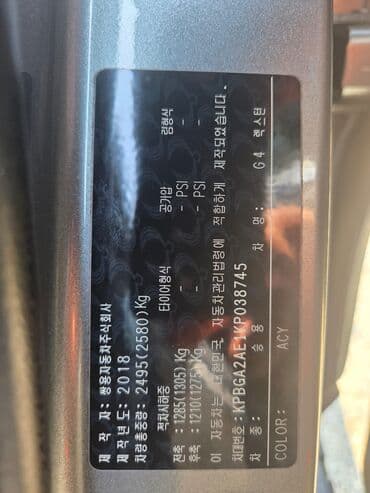 제 작 자: 쌍용자동차주식회사
제작년도: 2018
차량총중량: 2495(2580)Kg
적차시하중 타이어형식 공기압 림형식
전축 : 1285(1305) Kg - - PSI -
후축 : 1210(1275) Kg - - PSI -
이 자동차는 대한민국 자동차관리법령에 적합하게 제작되었습니다.
차대번호: KPBGA2AE1KP038745
차 종: 승용 차 명: G4 렉스턴
COLOR: ACY